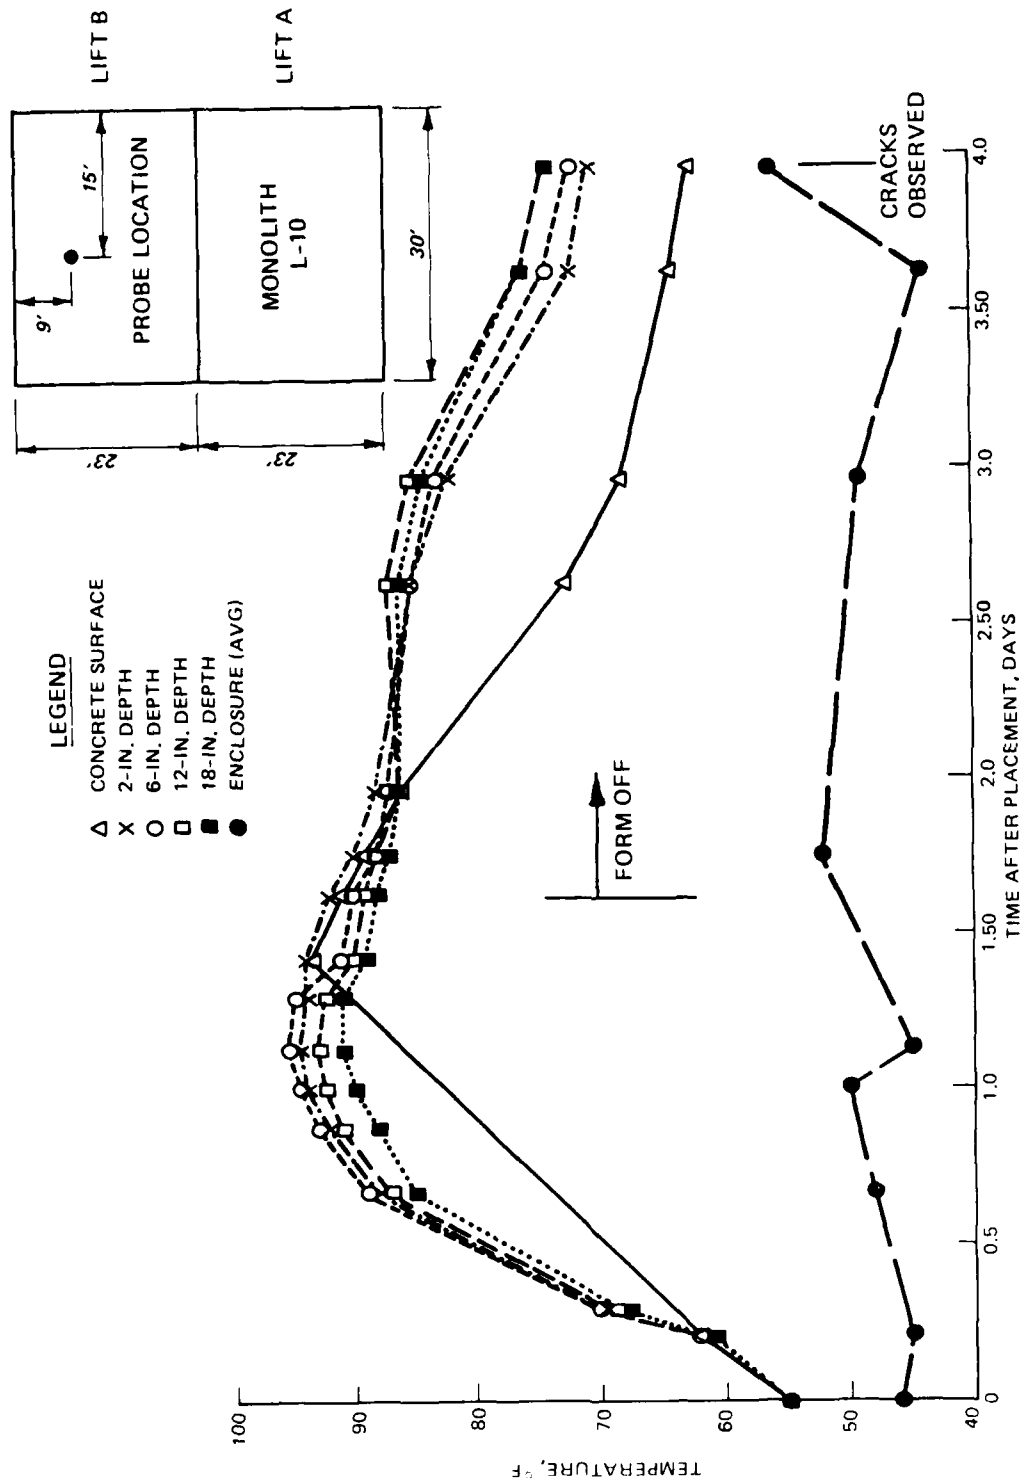 LEGEND
CONCRETE SURFACE
2-IN. DEPTH
6-IN. DEPTH
12-IN. DEPTH
18-IN. DEPTH
ENCLOSURE (AVG)
23'
23'
9'
15'
PROBE LOCATION
MONOLITH
L-10
30'
LIFT B
LIFT A
FORM OFF
CRACKS
OBSERVED
100
90
80
70
60
50
40
TEMPERATURE, °F
0
0.5
1.0
1.50
2.0
2.50
3.0
3.50
4.0
TIME AFTER PLACEMENT, DAYS